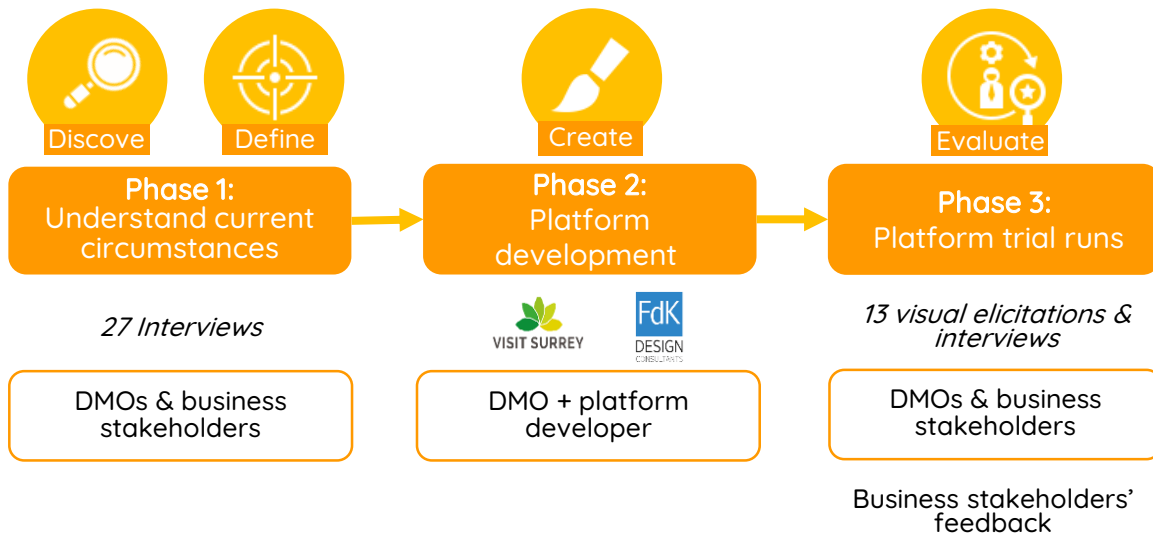 Discove
Define
Create
Evaluate
Phase 1:
Understand current
circumstances
Phase 2:
Platform
development
Phase 3:
Platform trial runs
27 Interviews
VISIT SURREY
FdK
DESIGN
CONSULTANTS
13 visual elicitations &
interviews
DMOs & business
stakeholders
DMO + platform
developer
DMOs & business
stakeholders
Business stakeholders’
feedback